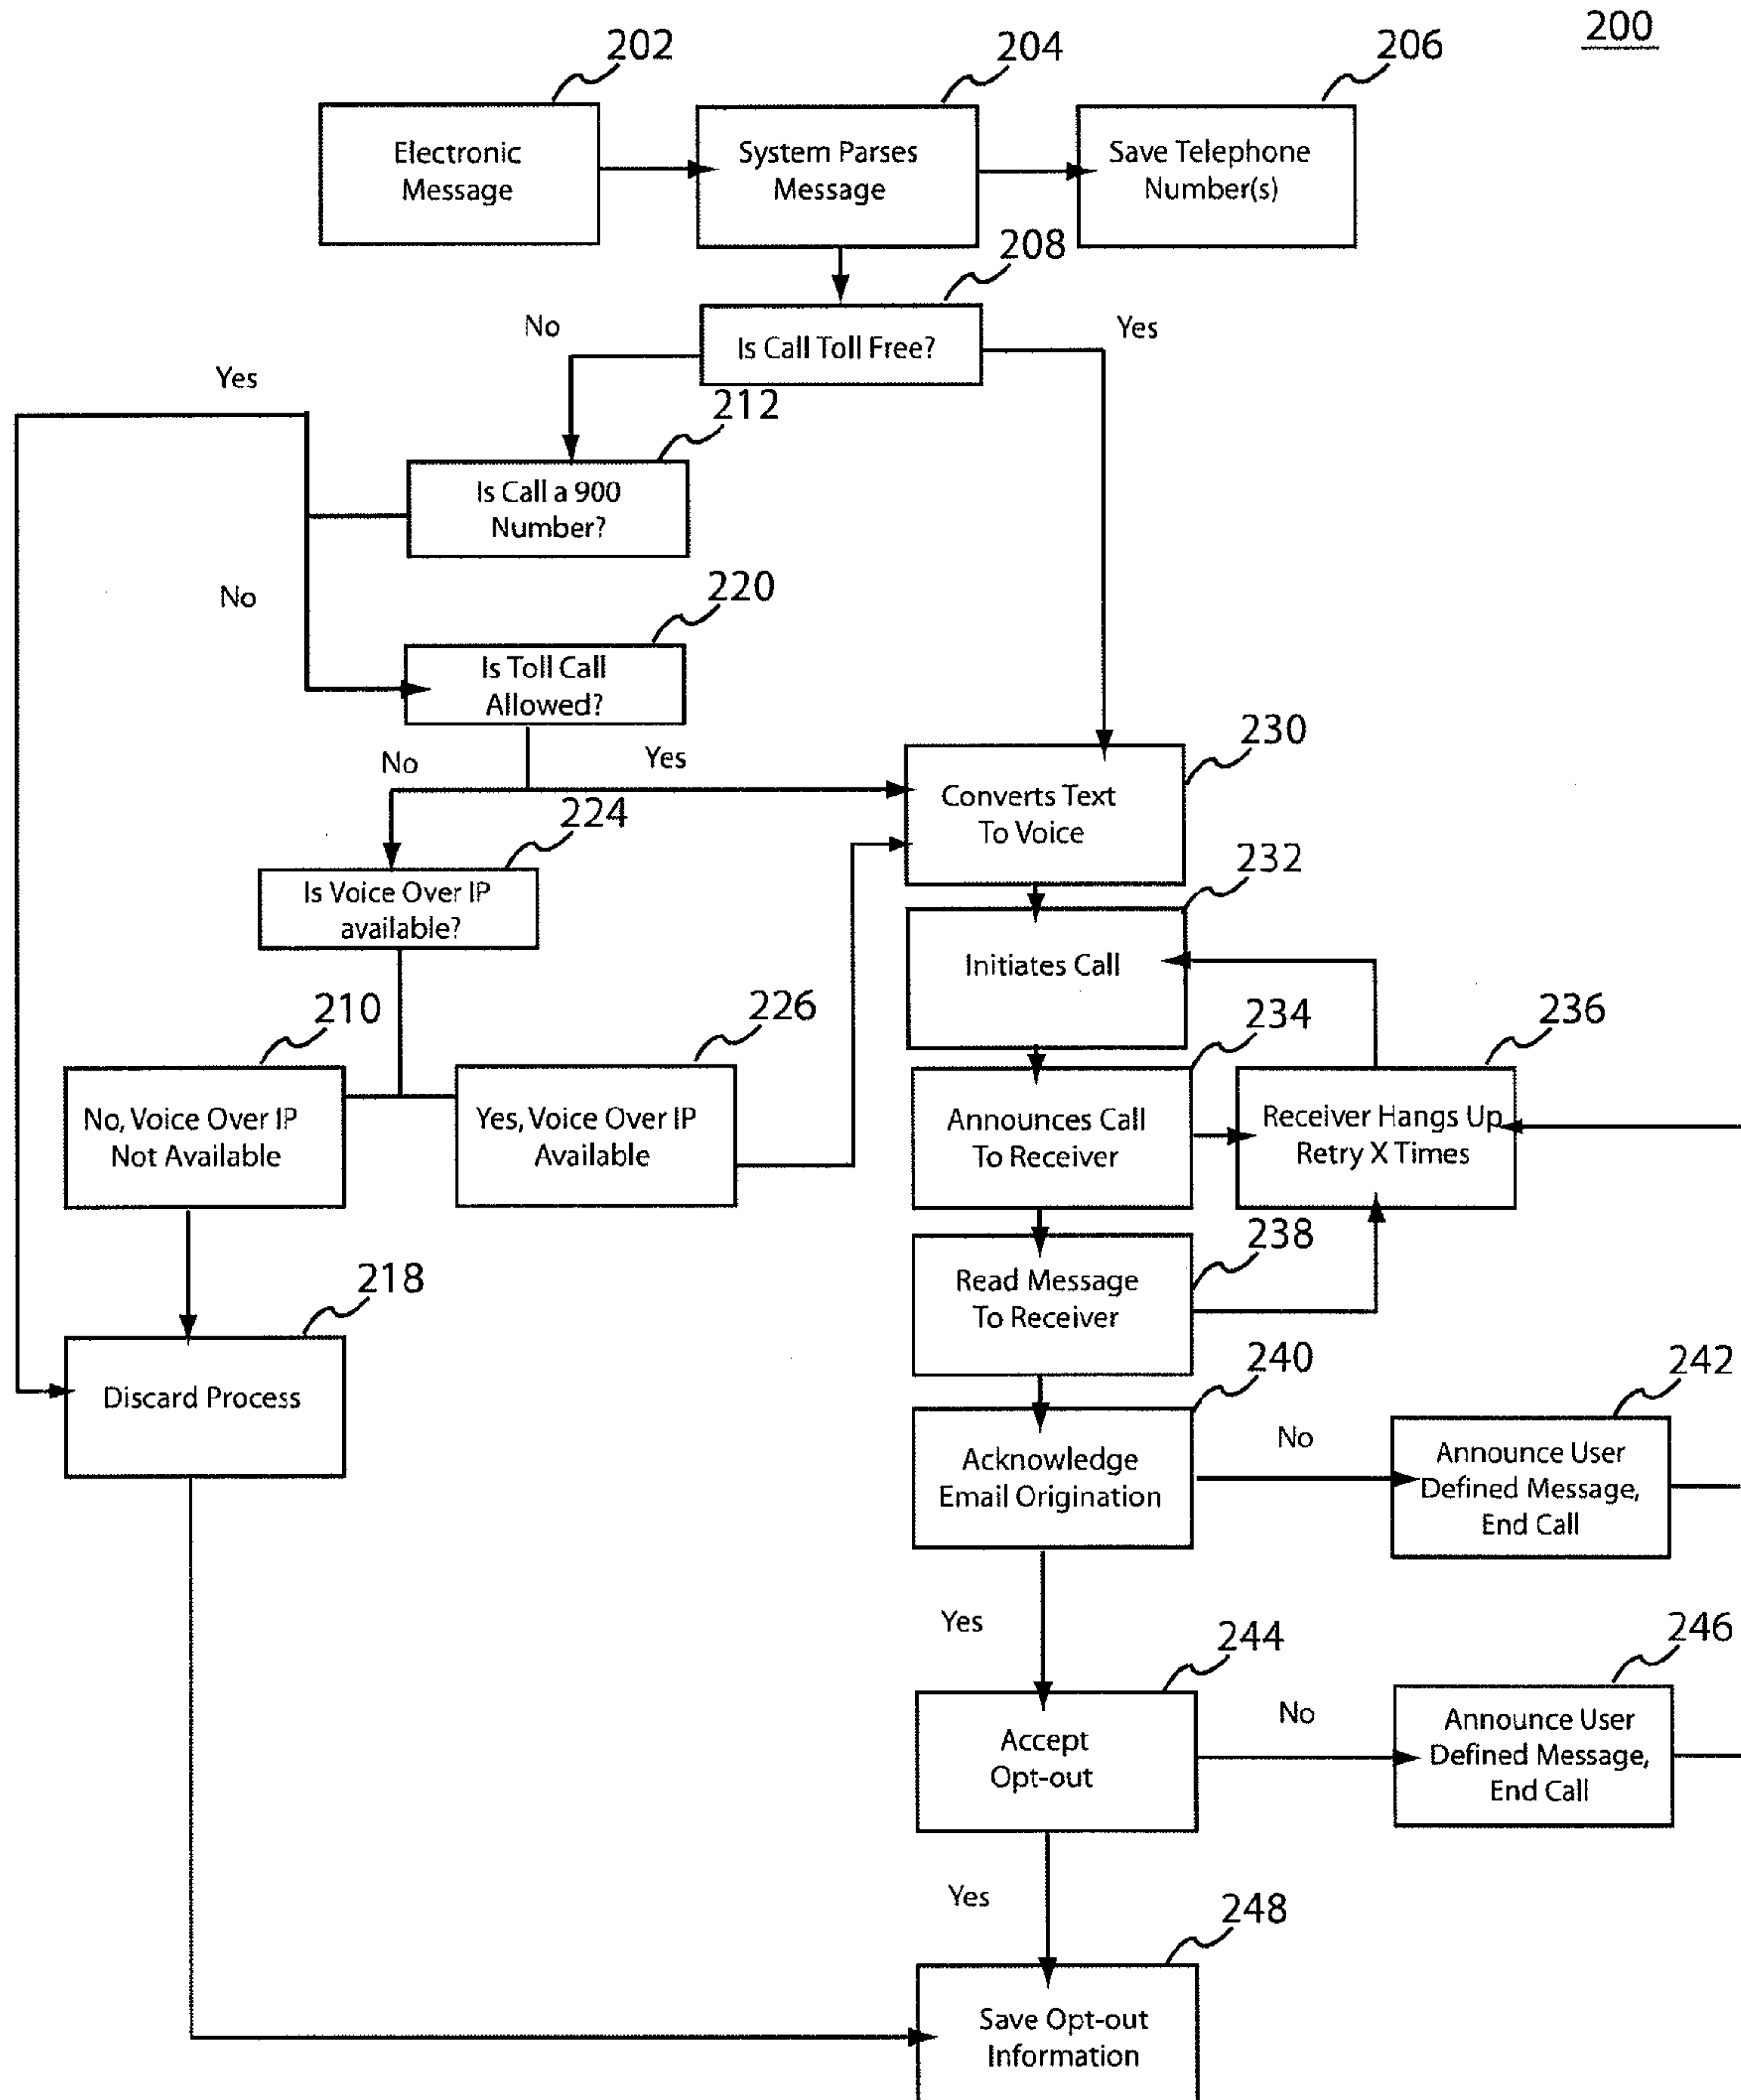 200
202
204
206
Electronic
Message
System Parses
Message
Save Telephone
Number(s)
208
No
Is Call Toll Free?
Yes
Yes
212
Is Call a 900
Number?
No
220
Is Toll Call
Allowed?
No
Yes
230
Converts Text
To Voice
224
Is Voice Over IP
available?
232
Initiates Call
210
226
234
236
No, Voice Over IP
Not Available
Yes, Voice Over IP
Available
Announces Call
To Receiver
Receiver Hangs Up
Retry X Times
238
Read Message
To Receiver
218
Discard Process
240
242
Acknowledge
Email Origination
No
Announce User
Defined Message,
End Call
Yes
244
246
Accept
Opt-out
No
Announce User
Defined Message,
End Call
Yes
248
Save Opt-out
Information